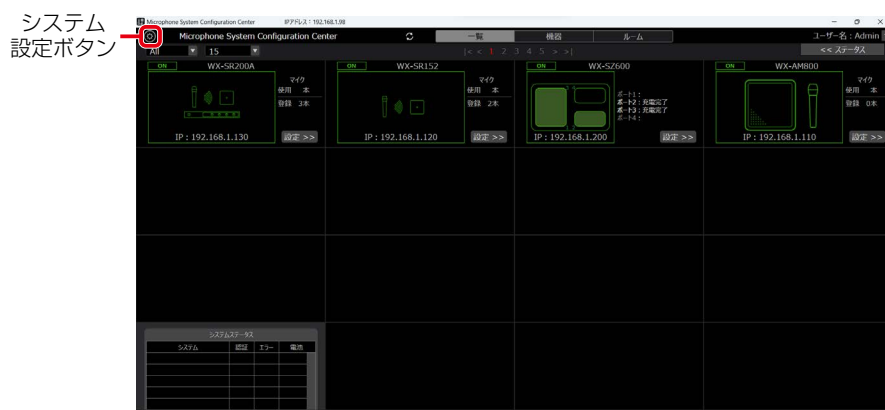 システム
設定ボタン
Microphone System Configuration Center IPアドレス：192.168.1.98
Microphone System Configuration Center 一覧 機器 ルーム ユーザー名：Admin
All 15 |< < 1 2 3 4 5 > >| << ステータス
ON WX-SR200A
マイク
使用 本
登録 3本
IP：192.168.1.130 設定 >>
ON WX-SR152
マイク
使用 本
登録 2本
IP：192.168.1.120 設定 >>
ON WX-SZ600
ポート1：
ポート2：充電完了
ポート3：充電完了
ポート4：
IP：192.168.1.200 設定 >>
ON WX-AM800
マイク
使用 本
登録 0本
IP：192.168.1.110 設定 >>
システムステータス
システム 認証 エラー 電池